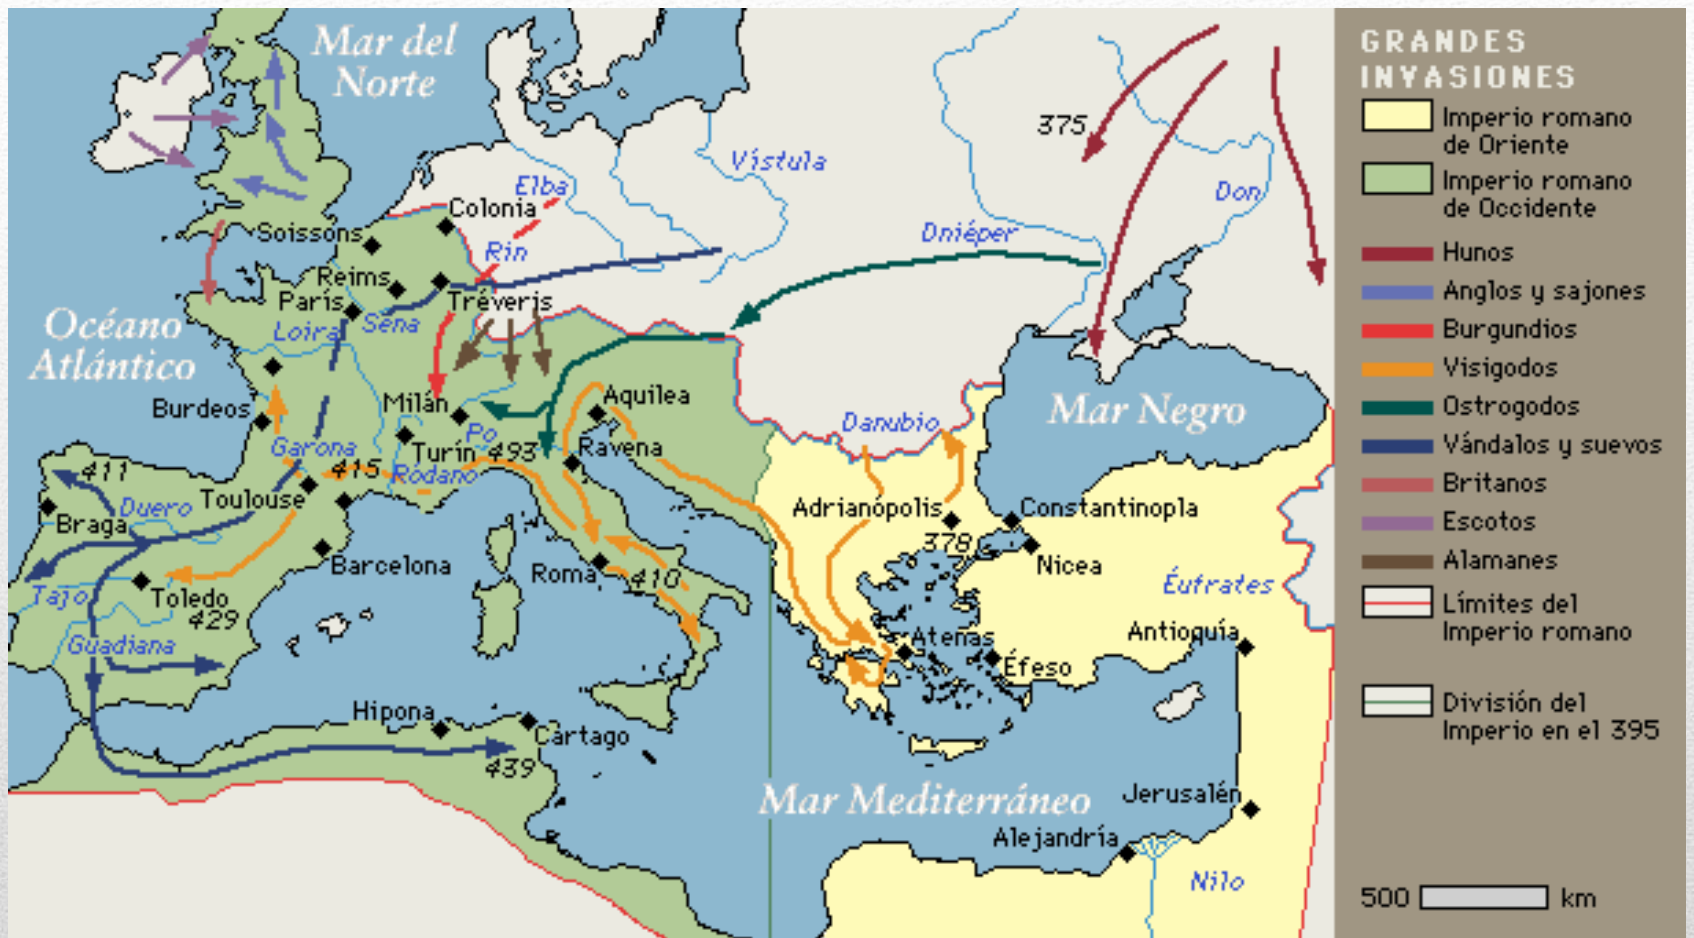 Mar del
Norte
375
Vístula
Elba
Don
Colonia
Soissons
Rin
Dniéper
Reims
París
Tréveris
Océano
Atlántico
Loira
Sena
Burdeos
Milán
Aquilea
Mar Negro
Danubio
Po
Garona
Turín
493
Ravena
411
415
Ródano
Toulouse
Duero
Braga
Adrianópolis
Constantinopla
378
Barcelona
Roma
410
Nicea
Éufrates
Tajo
Toledo
429
Guadiana
Atenas
Antioquía
Éfeso
Hipona
Cartago
439
Mar Mediterráneo
Jerusalén
Alejandría
Nilo
GRANDES
INVASIONES
Imperio romano
de Oriente
Imperio romano
de Occidente
Hunos
Anglos y sajones
Burgundios
Visigodos
Ostrogodos
Vándalos y suevos
Britanos
Escotos
Alamanes
Límites del
Imperio romano
División del
Imperio en el 395
500 km